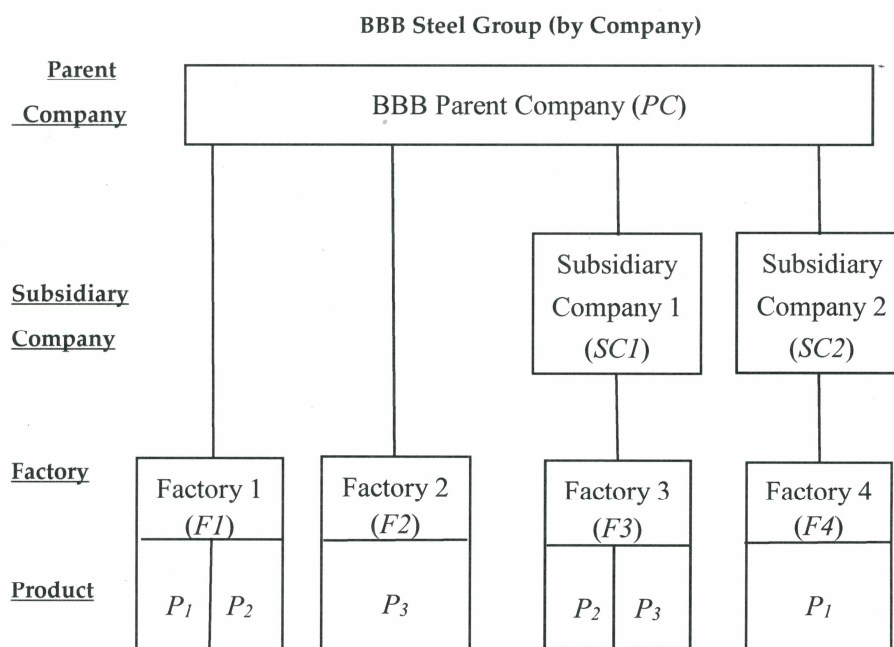 BBB Steel Group (by Company)
Parent
Company
BBB Parent Company (PC)
Subsidiary
Company
Subsidiary
Company 1
(SC1)
Subsidiary
Company 2
(SC2)
Factory
Factory 1
(F1)
Factory 2
(F2)
Factory 3
(F3)
Factory 4
(F4)
Product
P1 P2
P3
P2 P3
P1